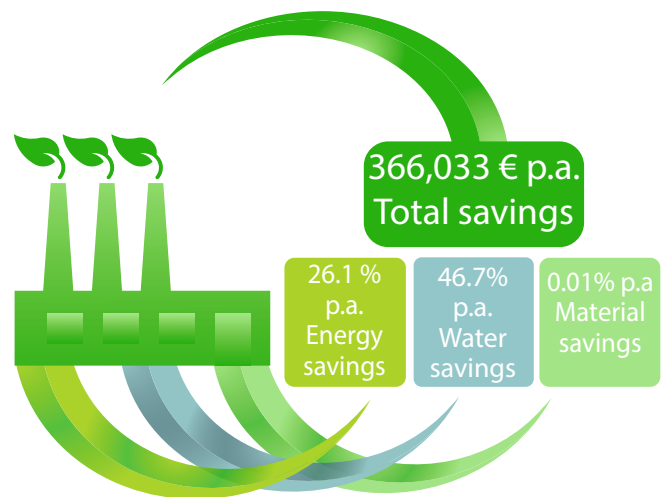 366,033 € p.a.
Total savings
26.1 %
p.a.
Energy
savings
46.7%
p.a.
Water
savings
0.01% p.a
Material
savings